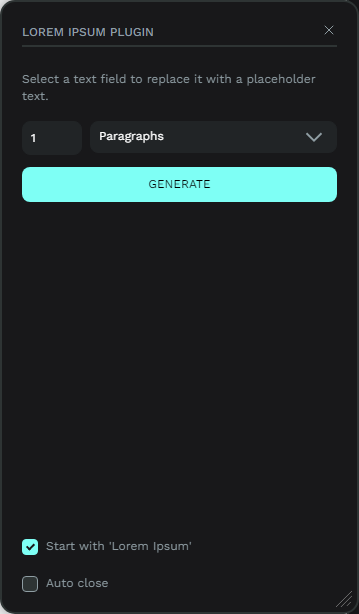 LOREM IPSUM PLUGIN
Select a text field to replace it with a placeholder
text.
1
Paragraphs
GENERATE
Start with 'Lorem Ipsum'
Auto close